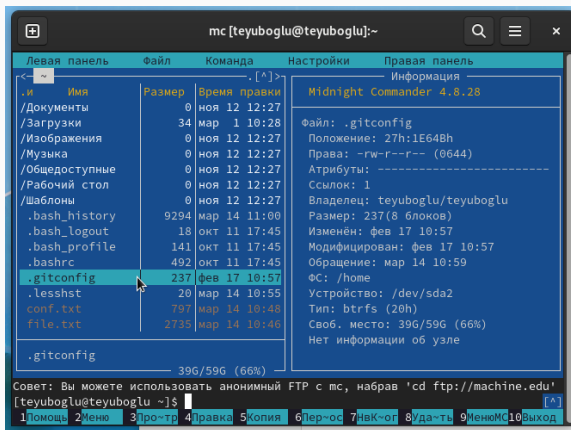 mc [teyuboglu@teyuboglu]:~
Левая панель Файл Команда Настройки Правая панель
<- ~ .[^]>
.и Имя Размер Время правки
/Документы 0 ноя 12 12:27
/Загрузки 34 мар 1 10:28
/Изображения 0 ноя 12 12:27
/Музыка 0 ноя 12 12:27
/Общедоступные 0 ноя 12 12:27
/Рабочий стол 0 ноя 12 12:27
/Шаблоны 0 ноя 12 12:27
.bash_history 9294 мар 14 11:00
.bash_logout 18 окт 11 17:45
.bash_profile 141 окт 11 17:45
.bashrc 492 окт 11 17:45
.gitconfig 237 фев 17 10:57
.lesshst 20 мар 14 10:55
conf.txt 797 мар 14 10:48
file.txt 2735 мар 14 10:46
.gitconfig
39G/59G (66%)
Информация
Midnight Commander 4.8.28
Файл: .gitconfig
Положение: 27h:1E64Bh
Права: -rw-r--r-- (0644)
Атрибуты: -------------------------
Ссылок: 1
Владелец: teyuboglu/teyuboglu
Размер: 237(8 блоков)
Изменён: фев 17 10:57
Модифицирован: фев 17 10:57
Обращение: мар 14 10:59
ФС: /home
Устройство: /dev/sda2
Тип: btrfs (20h)
Своб. место: 39G/59G (66%)
Нет информации об узле
Совет: Вы можете использовать анонимный FTP с mc, набрав 'cd ftp://machine.edu'
[teyuboglu@teyuboglu ~]$ [^]
1Помощь 2Меню 3Про~тр 4Правка 5Копия 6Пер~ос 7НвК~ог 8Уда~ть 9МенюMC 10Выход